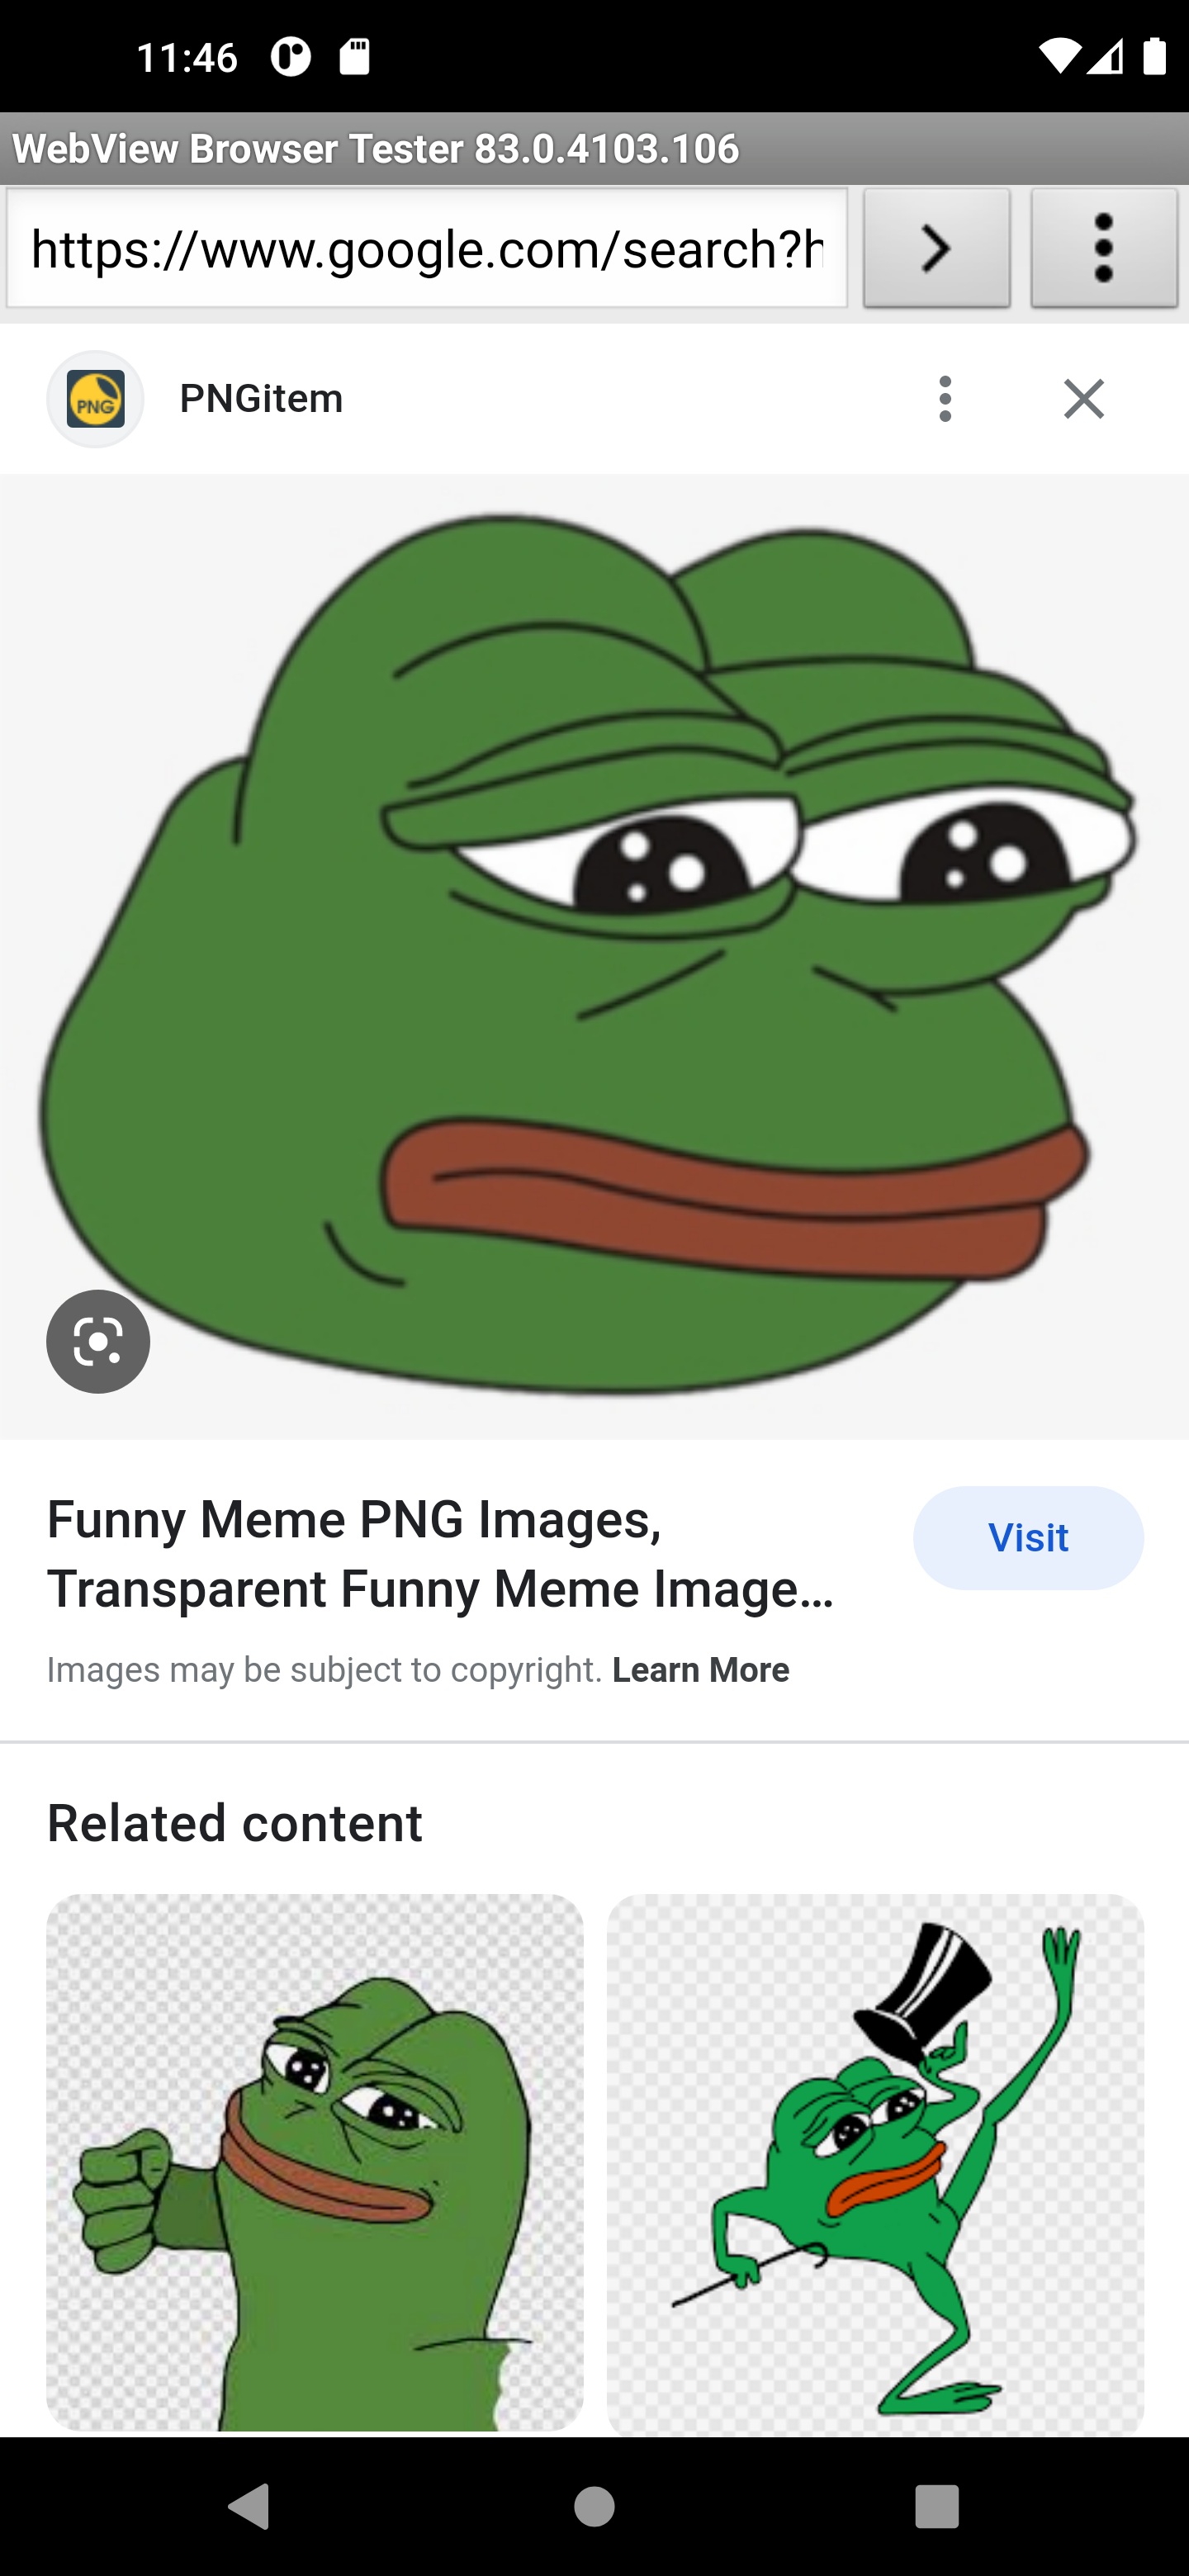 11:46
WebView Browser Tester 83.0.4103.106
https://www.google.com/search?h
PNG
PNGitem
Funny Meme PNG Images,
Transparent Funny Meme Image...
Visit
Images may be subject to copyright. Learn More
Related content